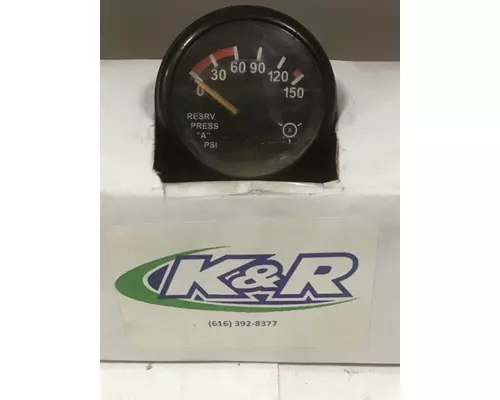 0 30 60 90 120 150
RESRV
PRESS
"A"
PSI
A
K&R
(616) 392-8377